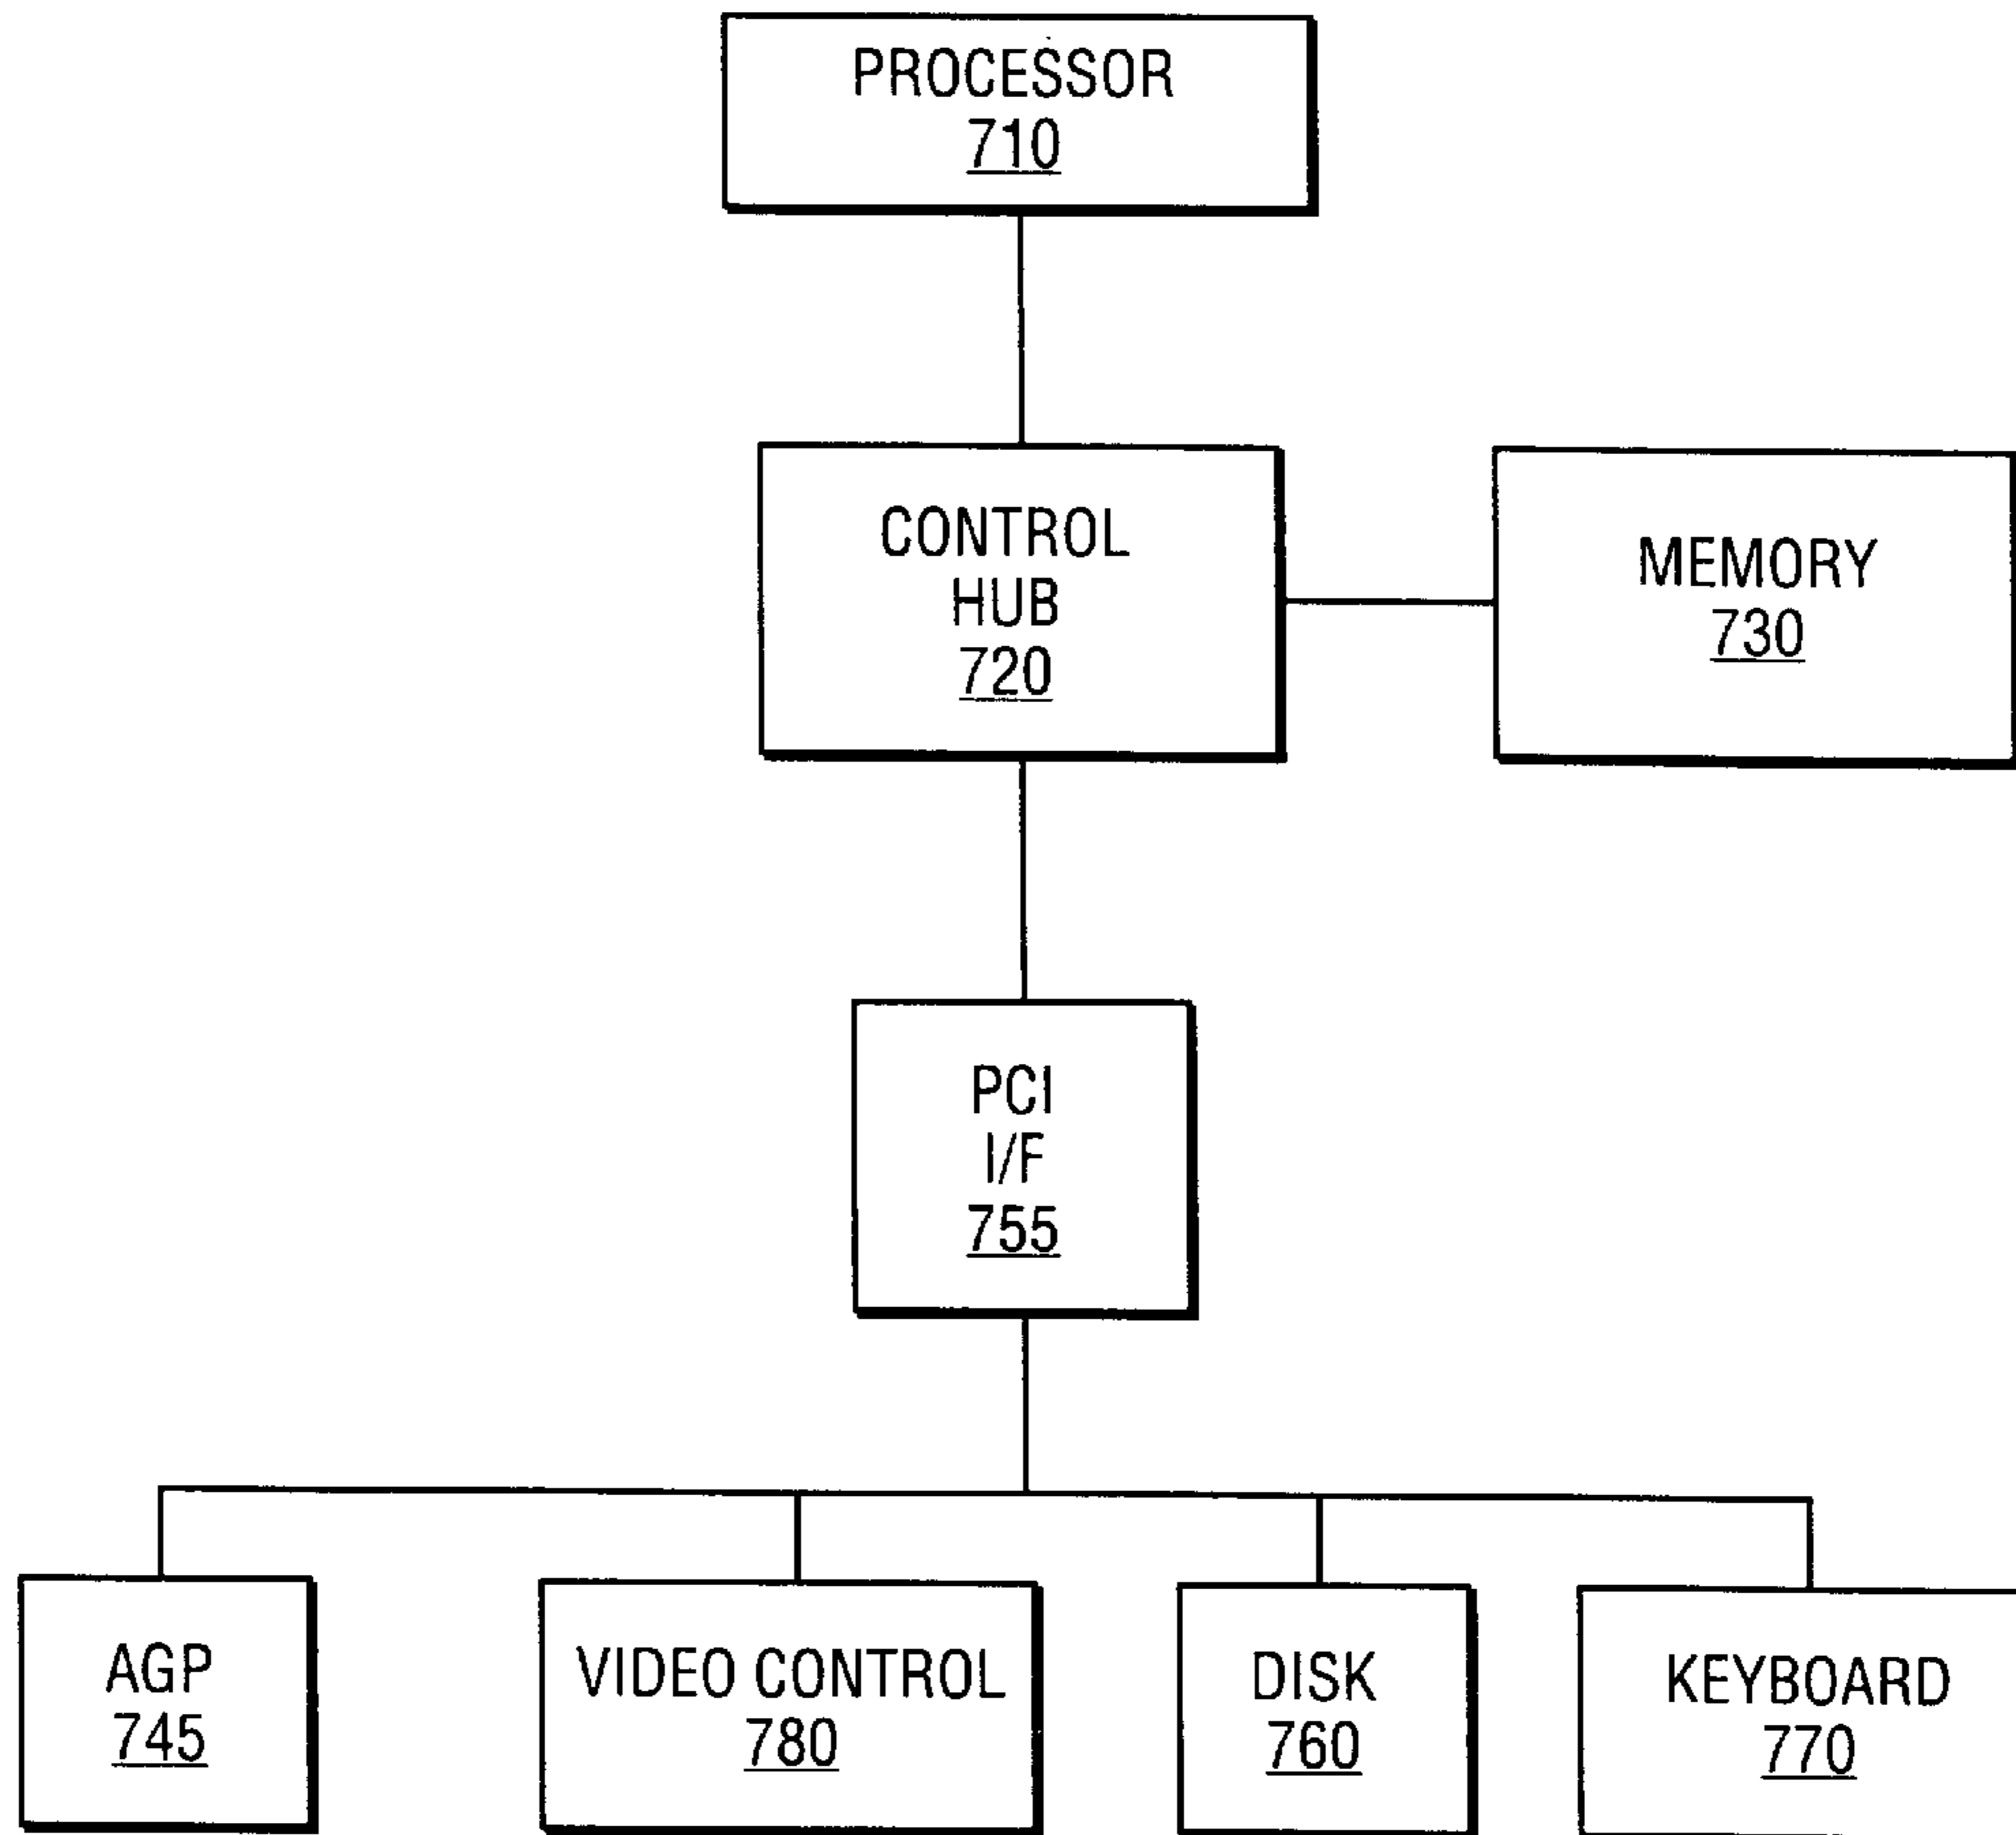 PROCESSOR
710
CONTROL
HUB
720
MEMORY
730
PCI
I/F
755
AGP
745
VIDEO CONTROL
780
DISK
760
KEYBOARD
770